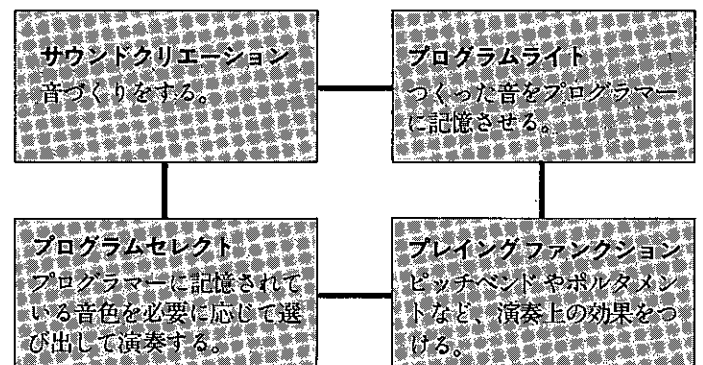 サウンドクリエーション
音づくりをする。
プログラムライト
つくった音をプログラマー
に記憶させる。
プログラムセレクト
プログラマーに記憶されて
いる音色を必要に応じて選
び出して演奏する。
プレイングファンクション
ピッチベンドやポルタメン
トなど、演奏上の効果をつ
ける。